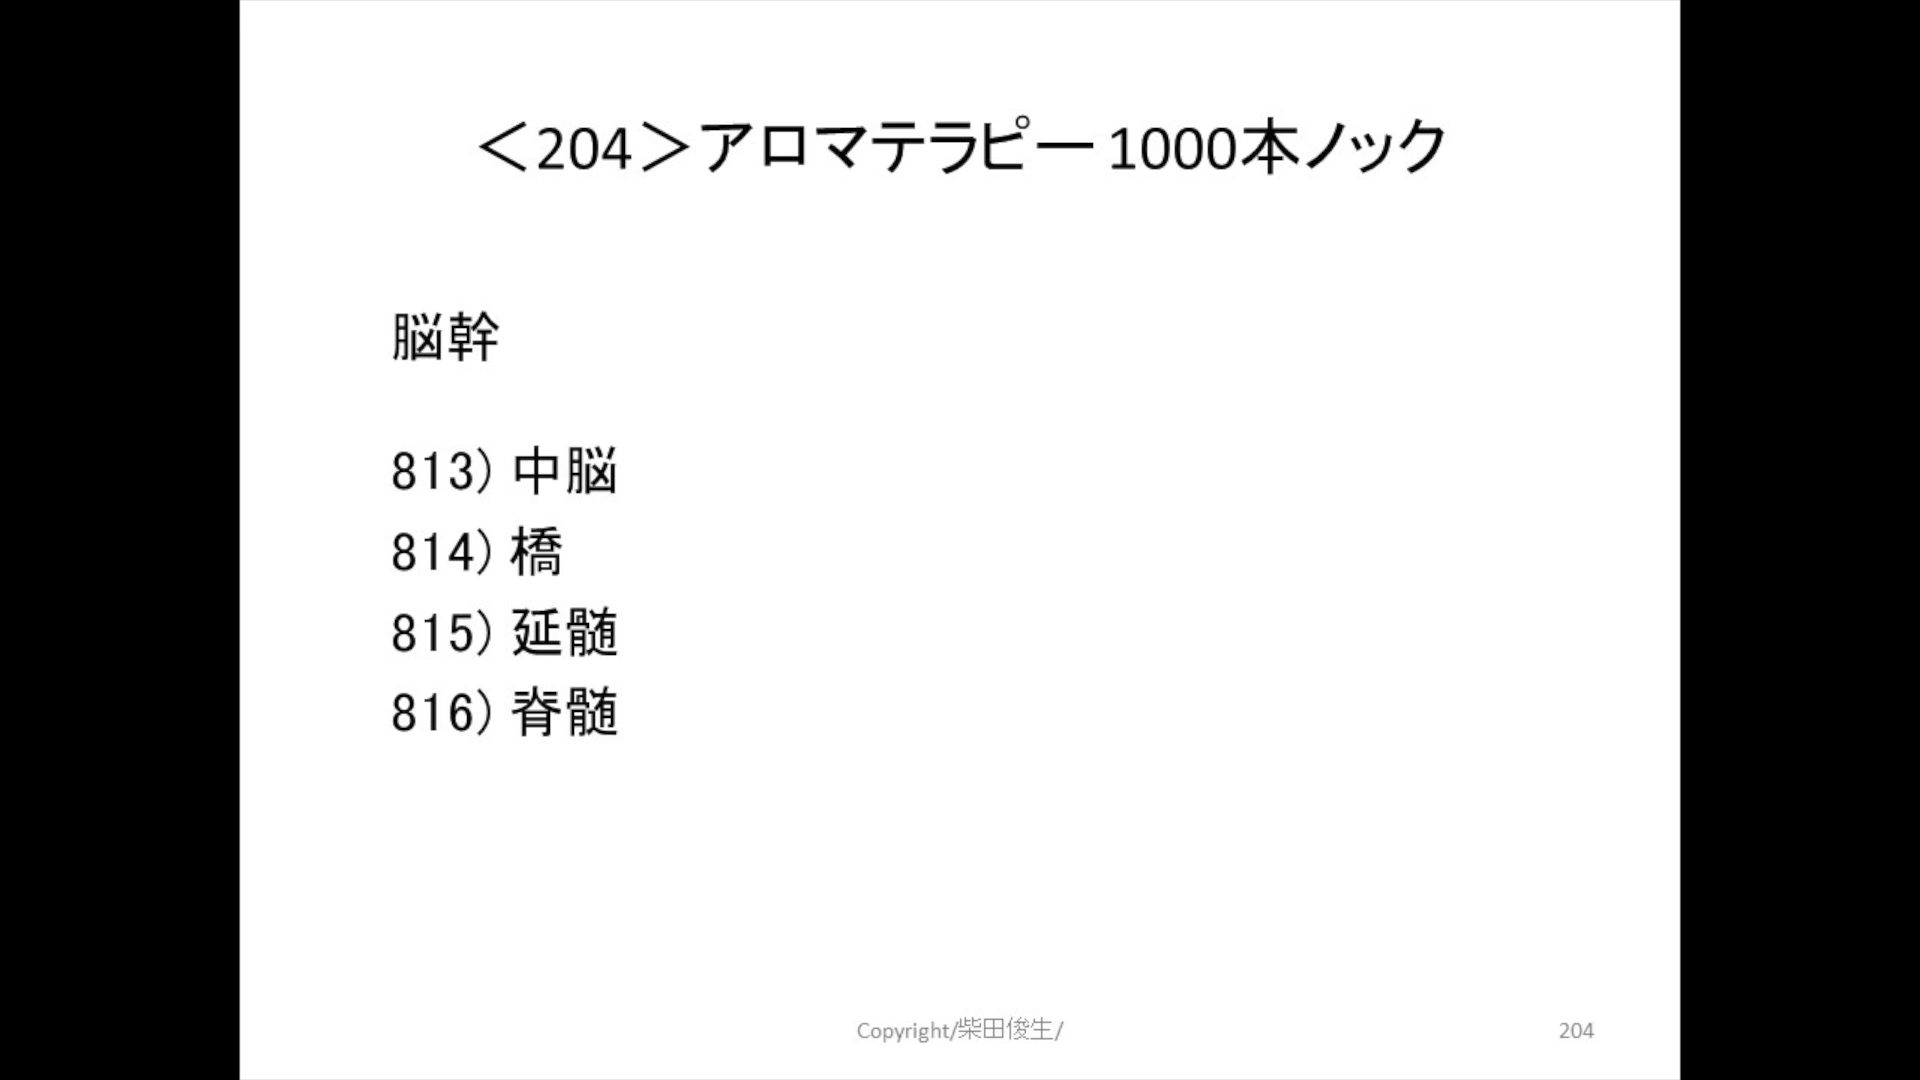 ＜204＞アロマテラピー1000本ノック
脳幹
813) 中脳
814) 橋
815) 延髄
816) 脊髄
Copyright/柴田俊生/
204